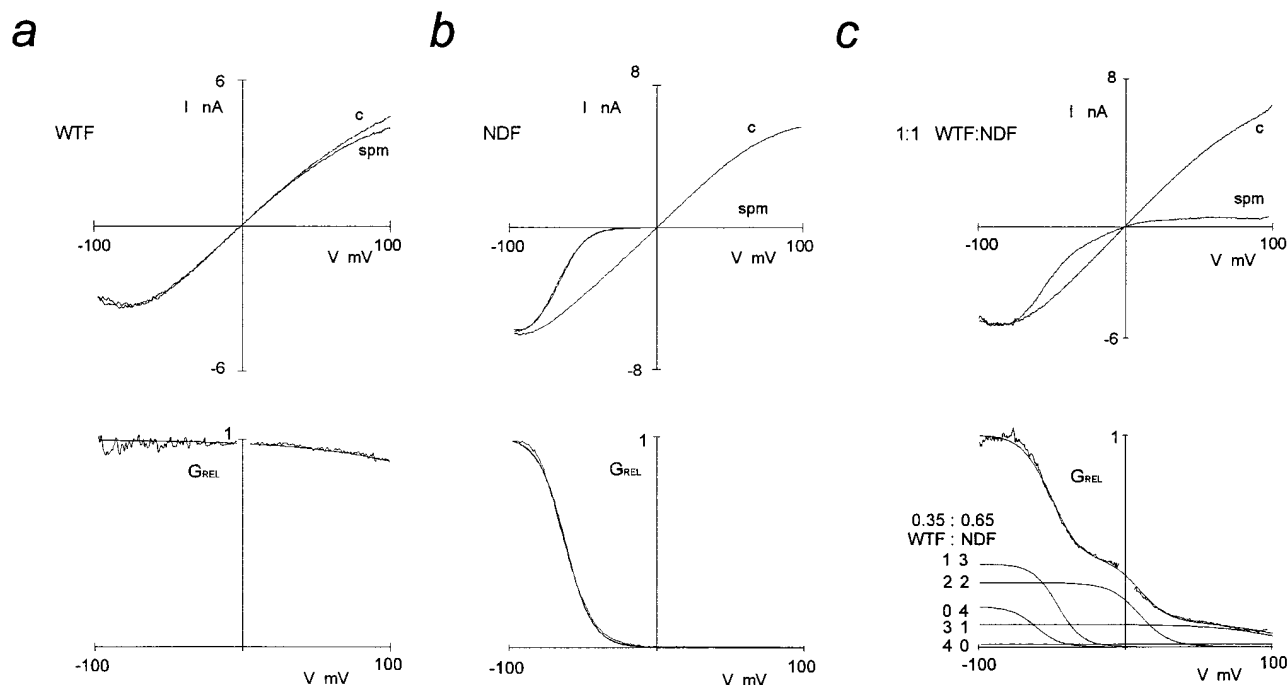 a
6
I nA
c
WTF
spm
-100
100
V mV
-6
1
GREL
-100
100
V mV
b
8
I nA
NDF
c
spm
-100
100
V mV
-8
1
GREL
-100
100
V mV
c
8
I nA
1:1 WTF:NDF
c
spm
-100
100
V mV
-6
1
GREL
0.35 : 0.65
WTF : NDF
1 3
2 2
0 4
3 1
4 0
-100
100
V mV